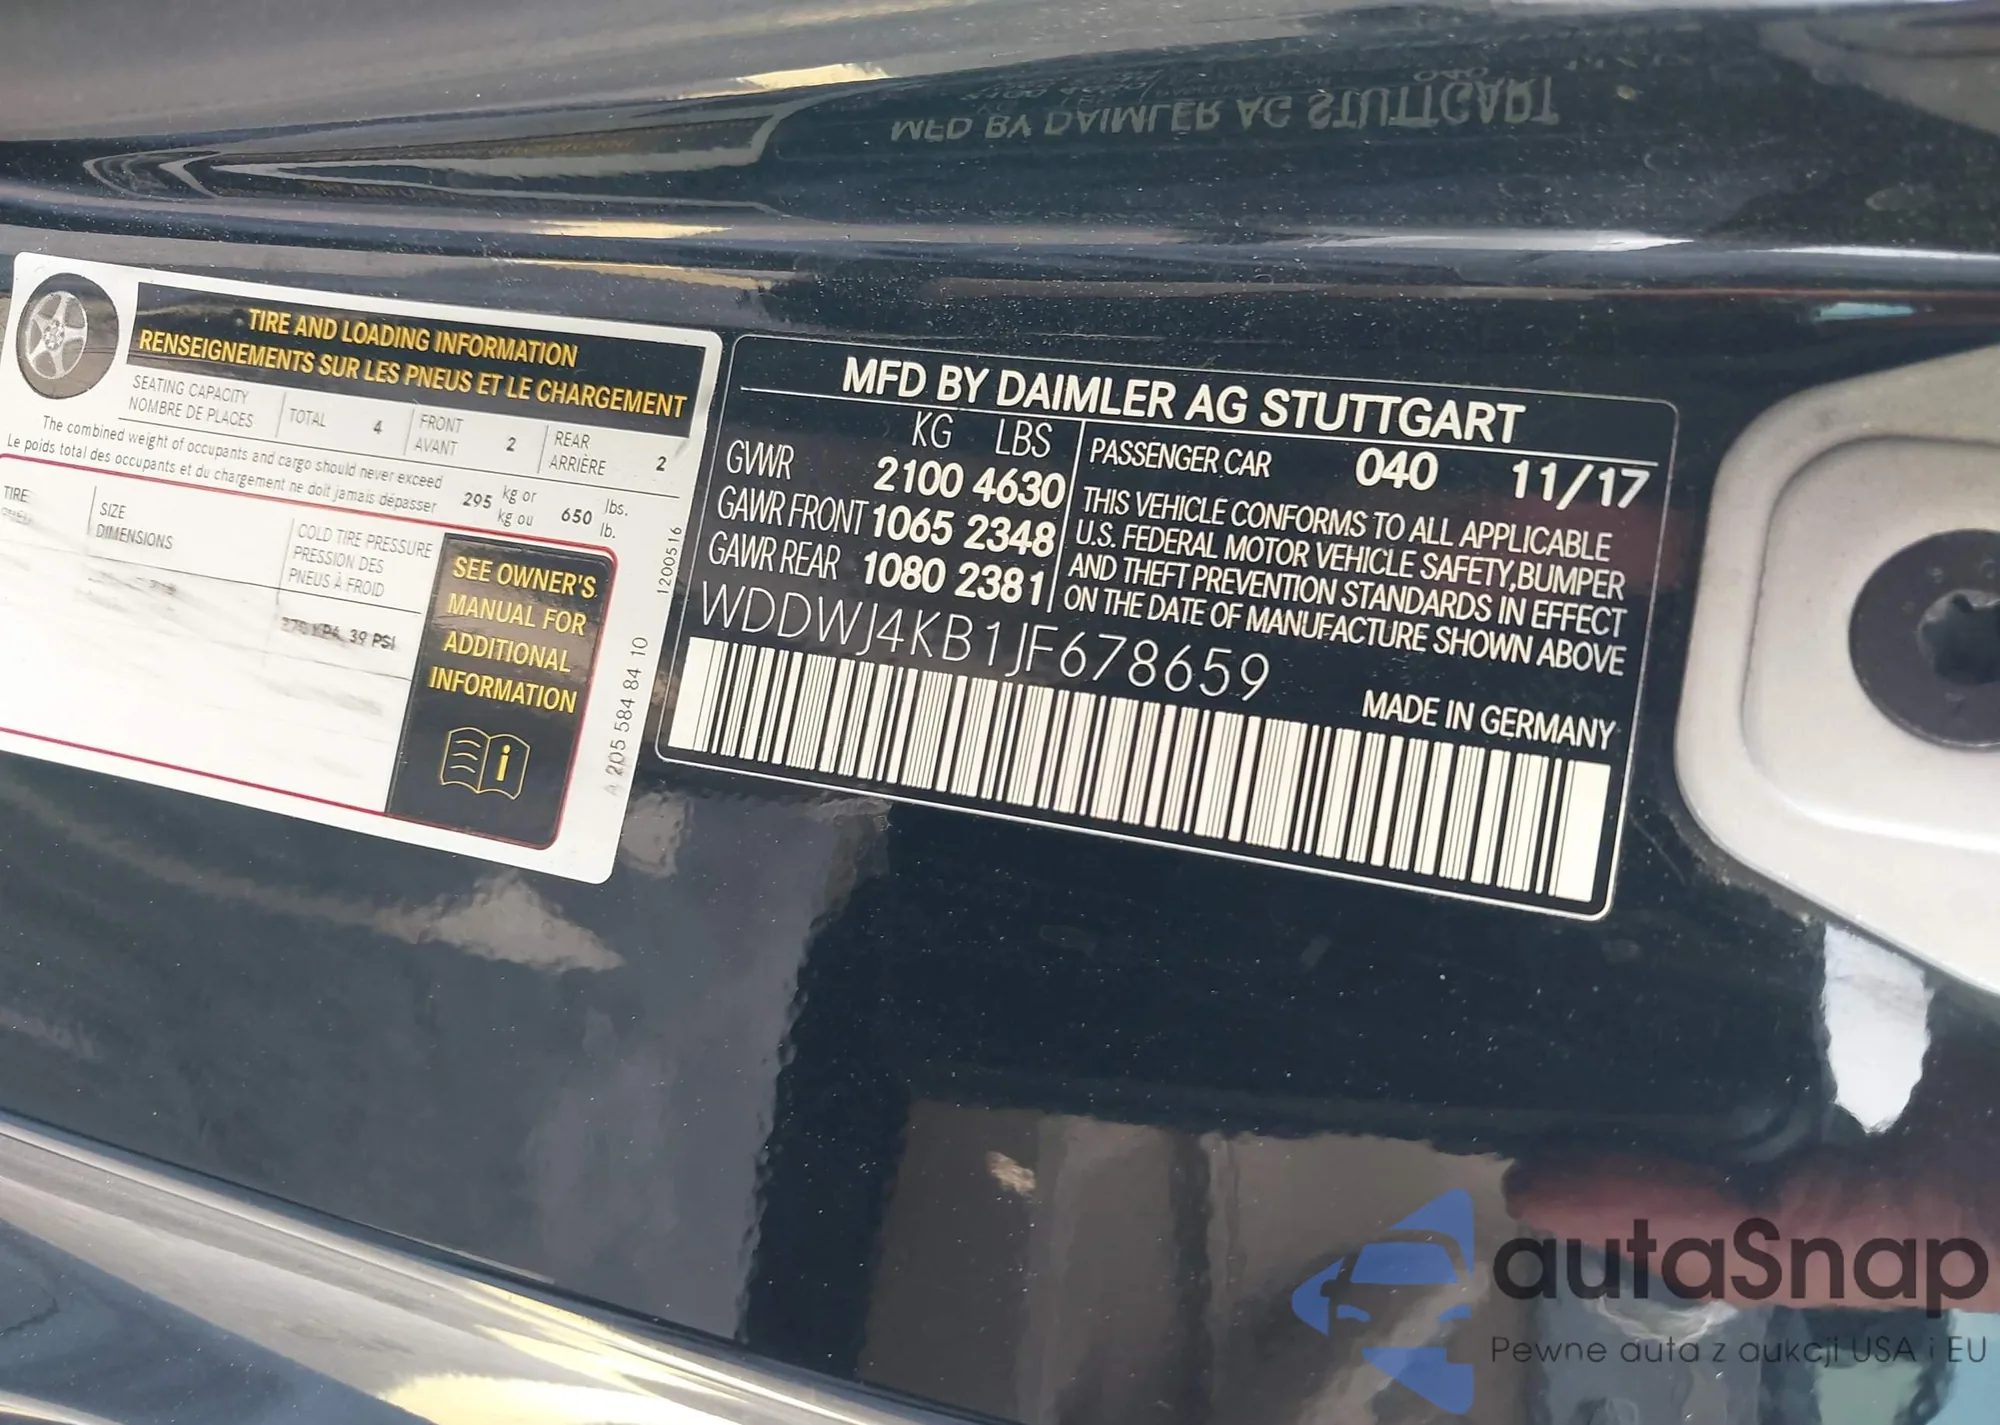 TIRE AND LOADING INFORMATION
RENSEIGNEMENTS SUR LES PNEUS ET LE CHARGEMENT
SEATING CAPACITY
NOMBRE DE PLACES
TOTAL 4
FRONT
AVANT 2
REAR
ARRIÈRE 2
The combined weight of occupants and cargo should never exceed
Le poids total des occupants et du chargement ne doit jamais dépasser
295 kg or
kg ou
650 lbs.
lb.
TIRE
SIZE
DIMENSIONS
COLD TIRE PRESSURE
PRESSION DES
PNEUS À FROID
39 PSI
SEE OWNER'S
MANUAL FOR
ADDITIONAL
INFORMATION
i
1200516
A 205 584 84 10
MFD BY DAIMLER AG STUTTGART
KG LBS
GVWR 2100 4630
GAWR FRONT 1065 2348
GAWR REAR 1080 2381
PASSENGER CAR 040 11/17
THIS VEHICLE CONFORMS TO ALL APPLICABLE
U.S. FEDERAL MOTOR VEHICLE SAFETY, BUMPER
AND THEFT PREVENTION STANDARDS IN EFFECT
ON THE DATE OF MANUFACTURE SHOWN ABOVE
WDDWJ4KB1JF678659
MADE IN GERMANY
autaSnap
Pewne auta z aukcji USA i EU